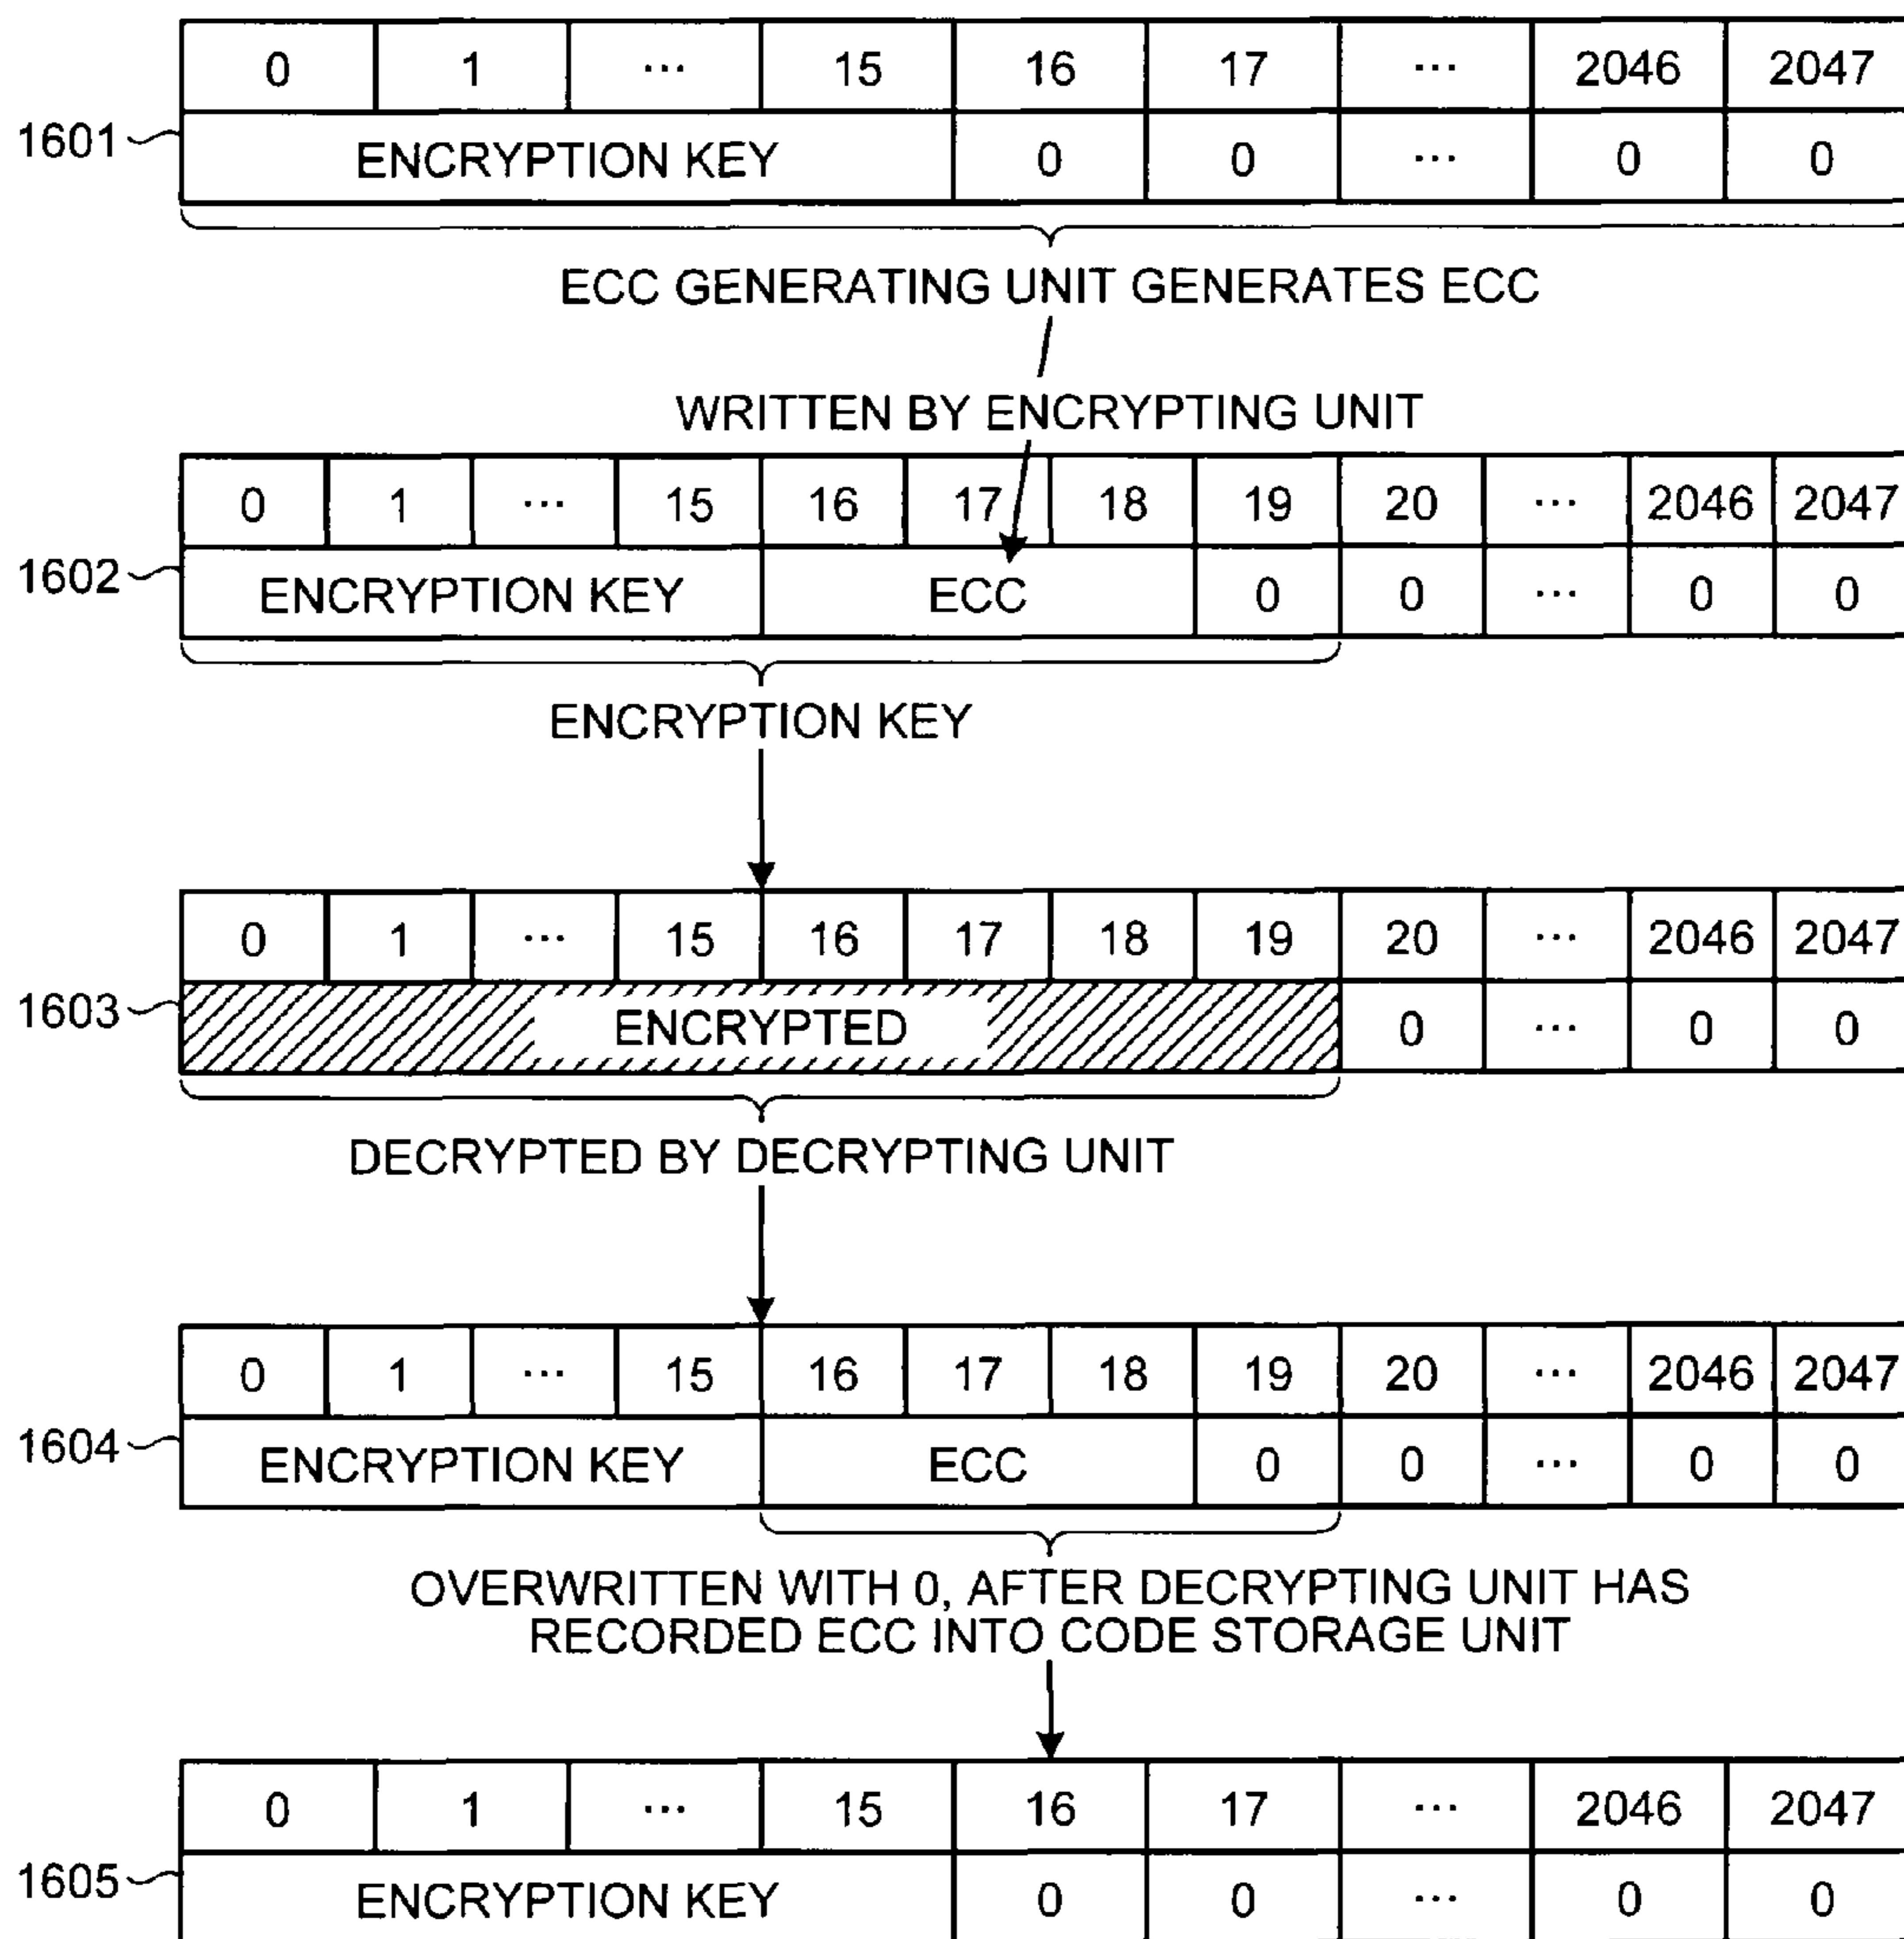 0 1 ... 15 16 17 ... 2046 2047
1601 ENCRYPTION KEY 0 0 ... 0 0
ECC GENERATING UNIT GENERATES ECC
WRITTEN BY ENCRYPTING UNIT
0 1 ... 15 16 17 18 19 20 ... 2046 2047
1602 ENCRYPTION KEY ECC 0 0 ... 0 0
ENCRYPTION KEY
0 1 ... 15 16 17 18 19 20 ... 2046 2047
1603 ENCRYPTED 0 ... 0 0
DECRYPTED BY DECRYPTING UNIT
0 1 ... 15 16 17 18 19 20 ... 2046 2047
1604 ENCRYPTION KEY ECC 0 0 ... 0 0
OVERWRITTEN WITH 0, AFTER DECRYPTING UNIT HAS
RECORDED ECC INTO CODE STORAGE UNIT
0 1 ... 15 16 17 ... 2046 2047
1605 ENCRYPTION KEY 0 0 ... 0 0